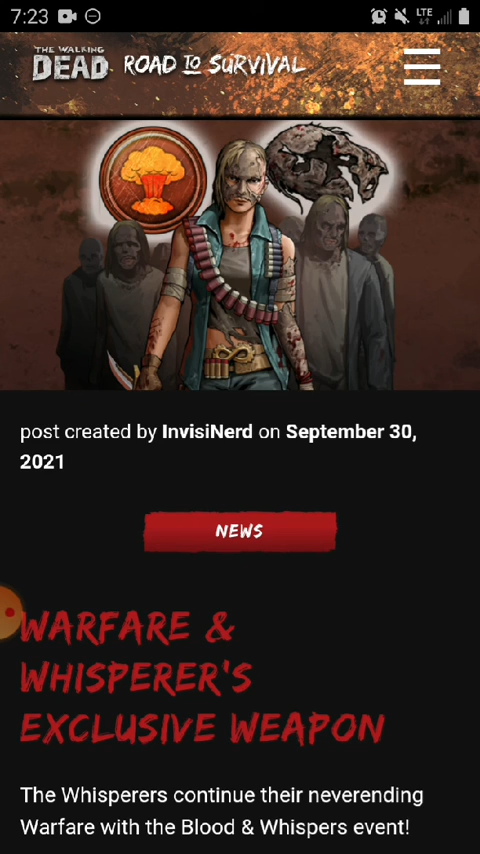 7:23
LTE
THE WALKING
DEAD ROAD TO SURVIVAL
post created by InvisiNerd on September 30,
2021
NEWS
WARFARE &
WHISPERER'S
EXCLUSIVE WEAPON
The Whisperers continue their neverending
Warfare with the Blood & Whispers event!